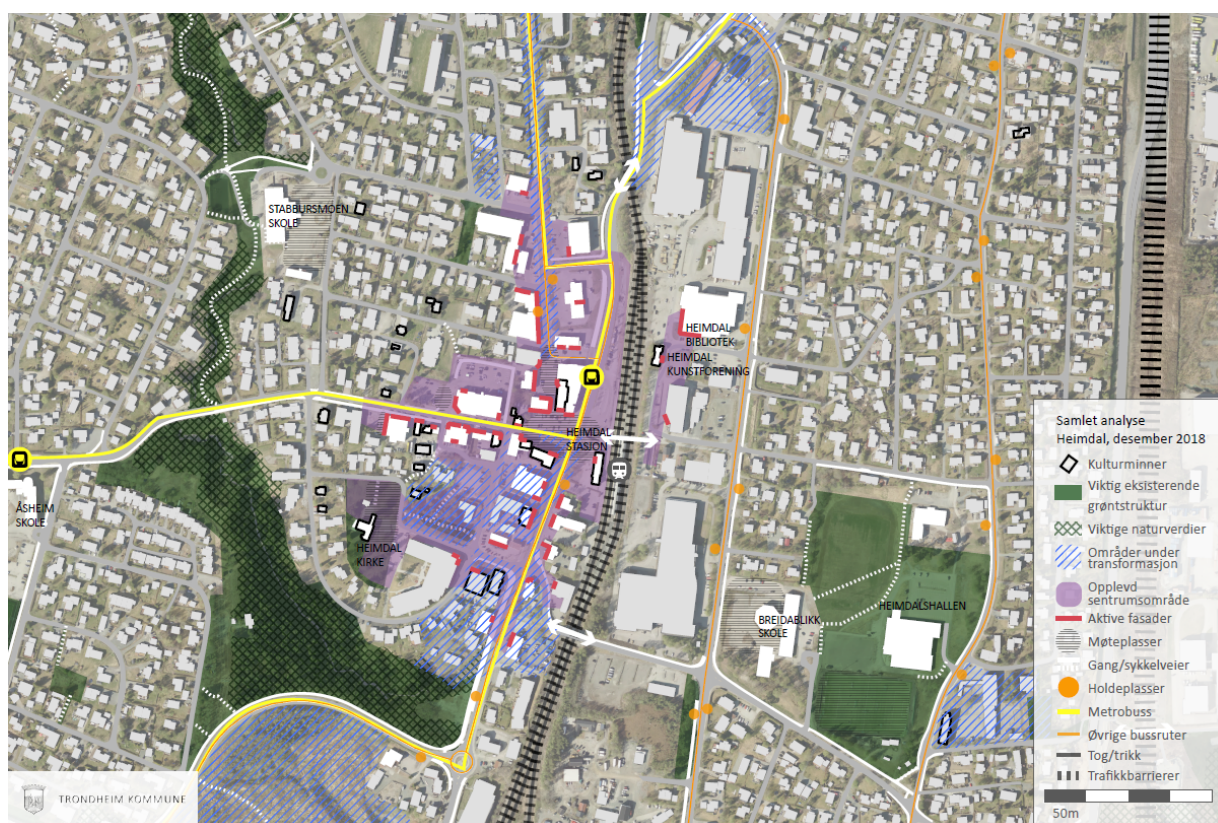 STABBURSMOEN
SKOLE
HEIMDAL
BIBLIOTEK
HEIMDAL
KUNSTFORENING
HEIMDAL
STASJON
ÅSHEIM
SKOLE
HEIMDAL
KIRKE
HEIMDALSHALLEN
BREIDABLIKK
SKOLE
Samlet analyse
Heimdal, desember 2018
Kulturminner
Viktig eksisterende
grøntstruktur
Viktige naturverdier
Områder under
transformasjon
Opplevd
sentrumsområde
Aktive fasader
Møteplasser
Gang/sykkelveier
Holdeplasser
Metrobuss
Øvrige bussruter
Tog/trikk
Trafikkbarrierer
50m
TRONDHEIM KOMMUNE